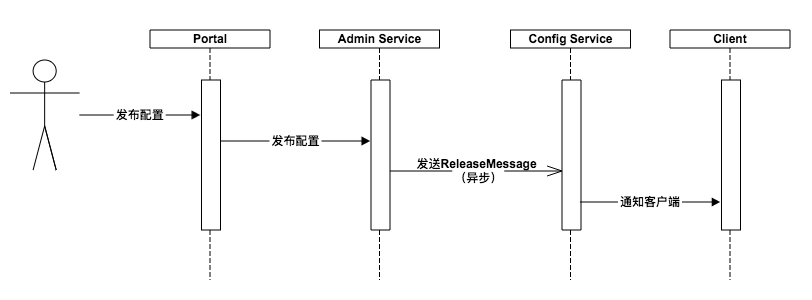 Portal
Admin Service
Config Service
Client
发布配置
发布配置
发送ReleaseMessage
（异步）
通知客户端